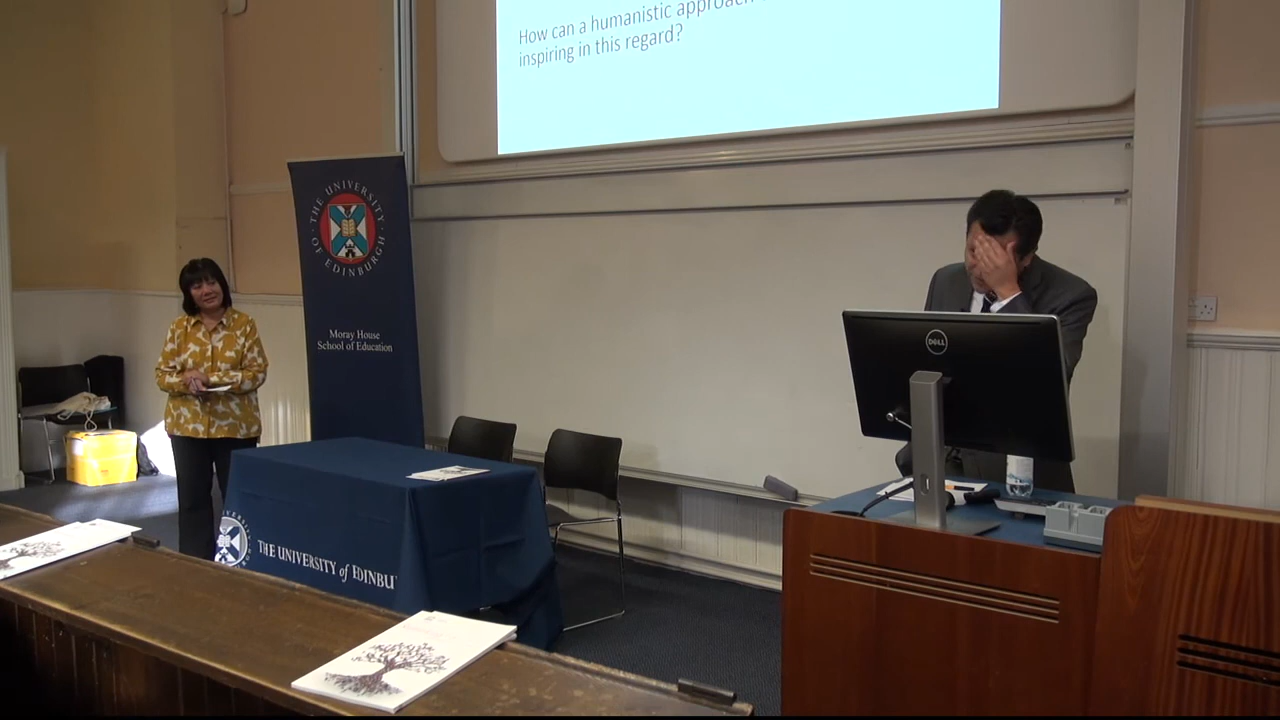 How can a humanistic approach
inspiring in this regard?
THE UNIVERSITY
OF EDINBURGH
Moray House
School of Education
DELL
THE UNIVERSITY of EDINBU